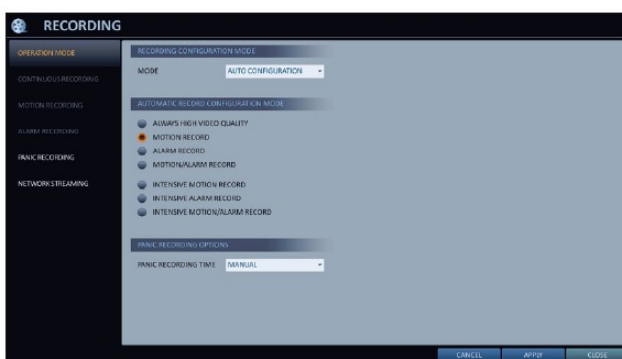 RECORDING
OPERATION MODE
CONTINUOUS RECORDING
MOTION RECORDING
ALARM RECORDING
PANIC RECORDING
NETWORK STREAMING
RECORDING CONFIGURATION MODE
MODE AUTO CONFIGURATION
AUTOMATIC RECORD CONFIGURATION MODE
ALWAYS HIGH VIDEO QUALITY
MOTION RECORD
ALARM RECORD
MOTION/ALARM RECORD
INTENSIVE MOTION RECORD
INTENSIVE ALARM RECORD
INTENSIVE MOTION/ALARM RECORD
PANIC RECORDING OPTIONS
PANIC RECORDING TIME MANUAL
CANCEL APPLY CLOSE